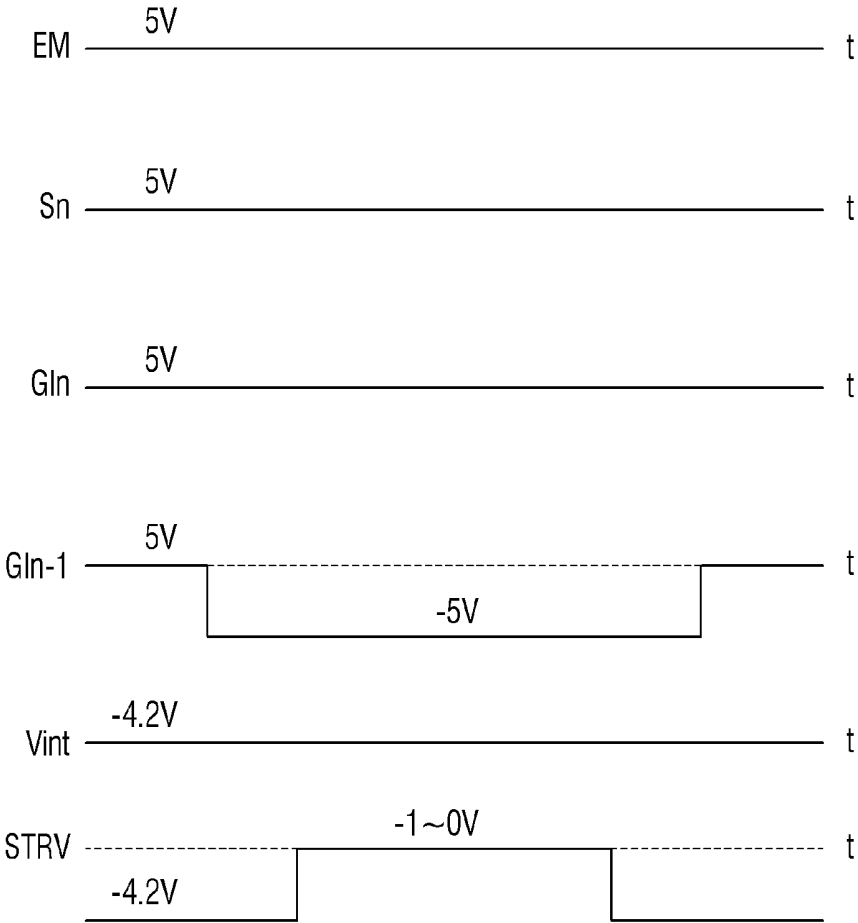 5V
EM t
5V
Sn t
5V
GIn t
5V
GIn-1 t
-5V
-4.2V
Vint t
-1~0V
STRV t
-4.2V